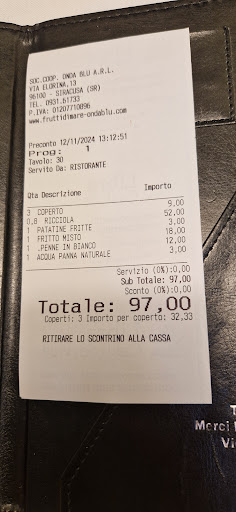 SOC.COOP. ONDA BLU A.R.L.
VIA ELORINA,13
96100 - SIRACUSA (SR)
TEL. 0931.61733
P.IVA: 01207710896
www.fruttidimare-ondablu.com
Preconto 12/11/2024 13:12:51
Prog: 1
Tavolo: 30
Servito Da: RISTORANTE
Qta Descrizione Importo
3 COPERTO 9,00
0,8 RICCIOLA 52,00
1 PATATINE FRITTE 3,00
1 FRITTO MISTO 18,00
1 .PENNE IN BIANCO 12,00
1 ACQUA PANNA NATURALE 3,00
Servizio (0%):0,00
Sub Totale: 97,00
Sconto (0%):0,00
Totale: 97,00
Coperti: 3 Importo per coperto: 32,33
RITIRARE LO SCONTRINO ALLA CASSA
Merci